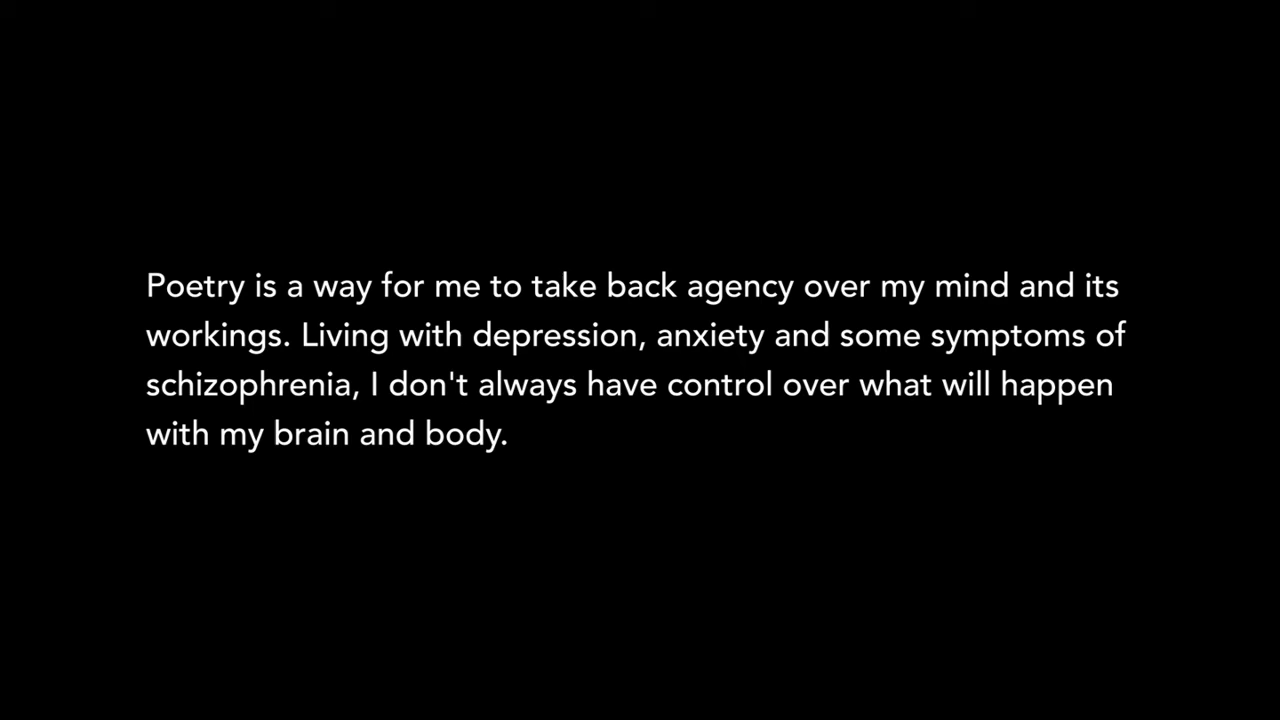 Poetry is a way for me to take back agency over my mind and its
workings. Living with depression, anxiety and some symptoms of
schizophrenia, I don't always have control over what will happen
with my brain and body.